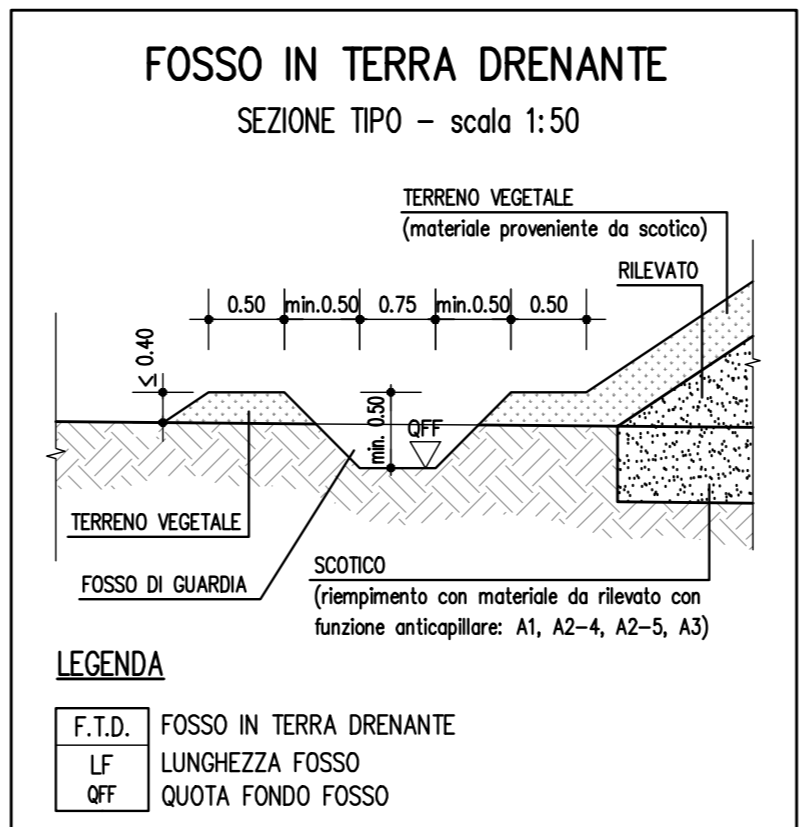 FOSSO IN TERRA DRENANTE
SEZIONE TIPO – scala 1:50
TERRENO VEGETALE
(materiale proveniente da scotico)
RILEVATO
0.50 min.0.50 0.75 min.0.50 0.50
≤ 0.40
min. 0.50
QFF
TERRENO VEGETALE
FOSSO DI GUARDIA
SCOTICO
(riempimento con materiale da rilevato con
funzione anticapillare: A1, A2–4, A2–5, A3)
LEGENDA
F.T.D. FOSSO IN TERRA DRENANTE
LF LUNGHEZZA FOSSO
QFF QUOTA FONDO FOSSO